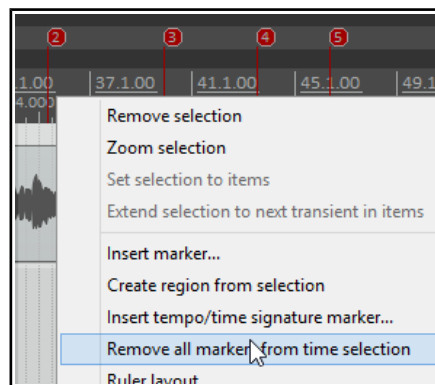 2 3 4 5
.1.00 37.1.00 41.1.00 45.1.00 49.1
4.000
Remove selection
Zoom selection
Set selection to items
Extend selection to next transient in items
Insert marker...
Create region from selection
Insert tempo/time signature marker...
Remove all markers from time selection
Ruler layout